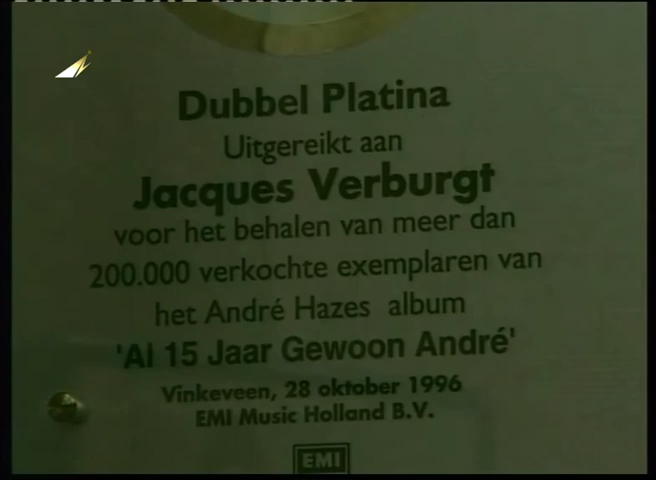 Dubbel Platina
Uitgereikt aan
Jacques Verburgt
voor het behalen van meer dan
200.000 verkochte exemplaren van
het André Hazes album
'Al 15 Jaar Gewoon André'
Vinkeveen, 28 oktober 1996
EMI Music Holland B.V.
EMI